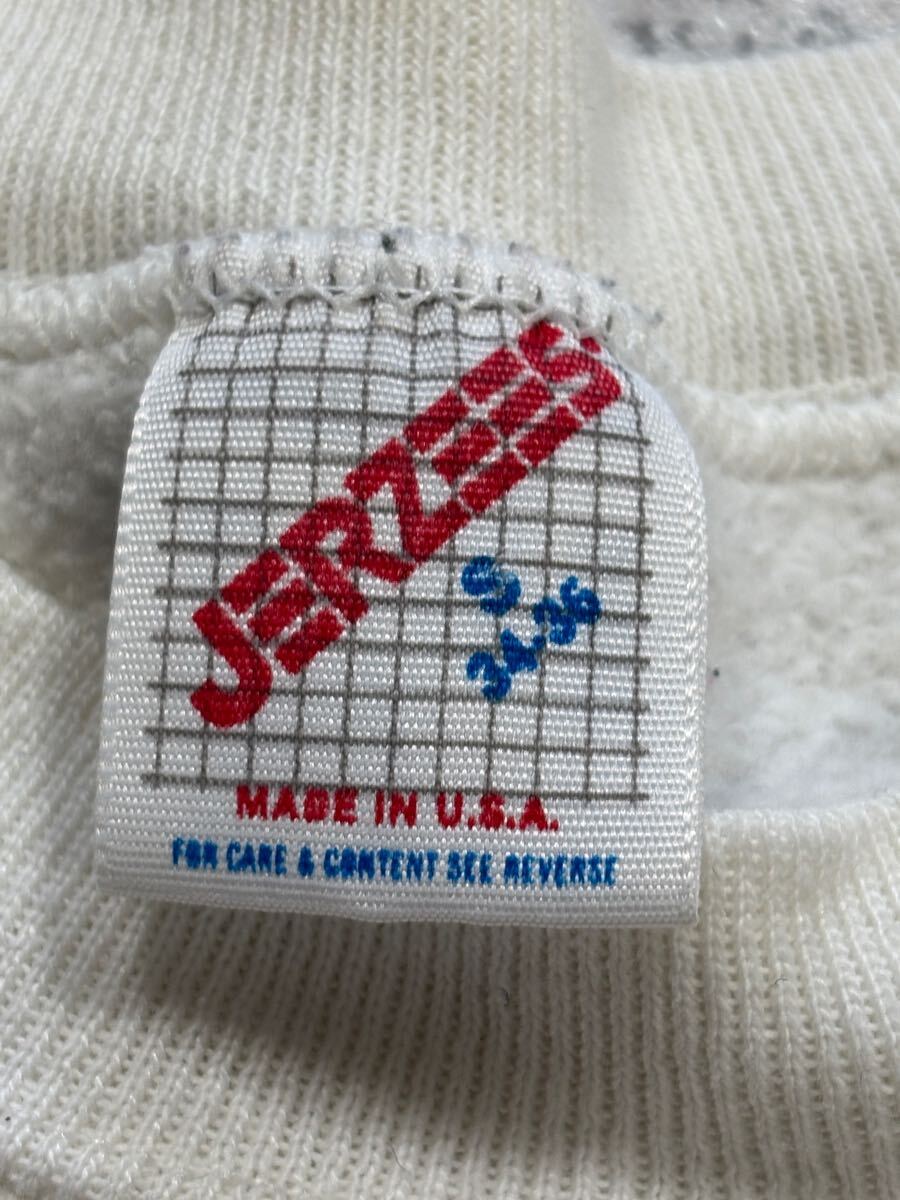 JERZEES
S
34-36
MADE IN U.S.A.
FOR CARE & CONTENT SEE REVERSE